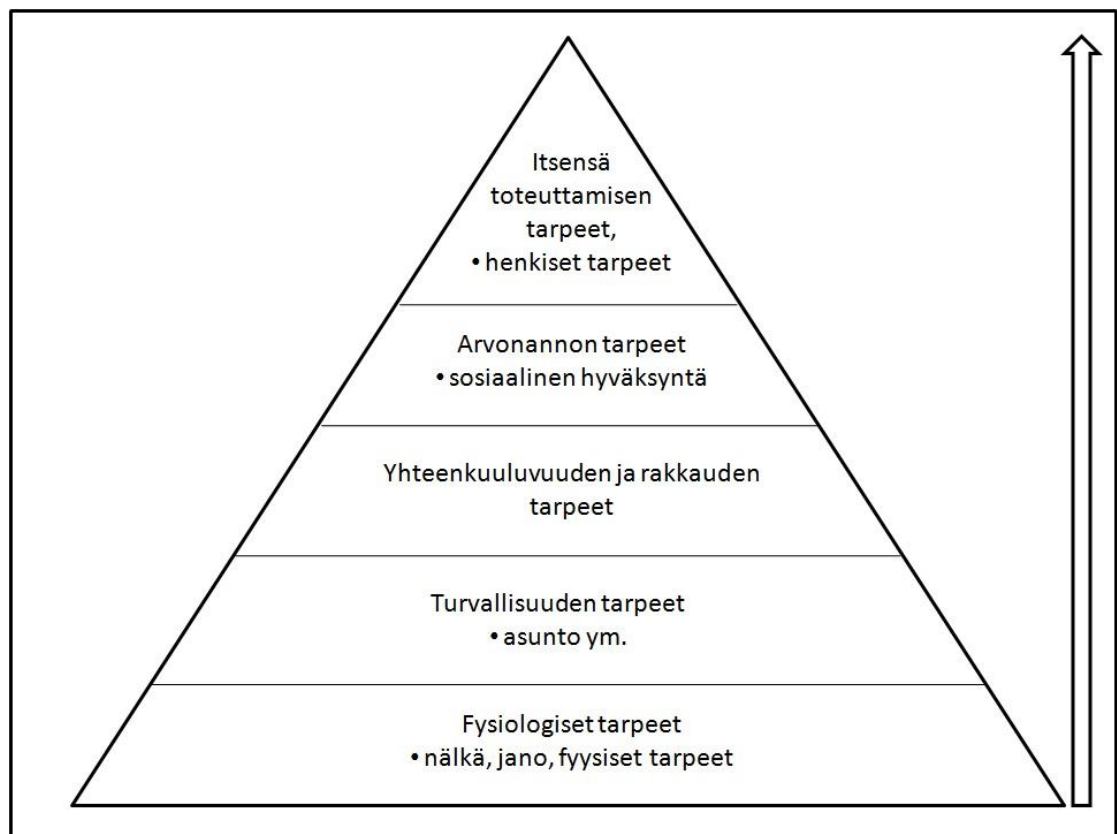 Itsensä
toteuttamisen
tarpeet,
• henkiset tarpeet
Arvonannon tarpeet
• sosiaalinen hyväksyntä
Yhteenkuuluvuuden ja rakkauden
tarpeet
Turvallisuuden tarpeet
• asunto ym.
Fysiologiset tarpeet
• nälkä, jano, fyysiset tarpeet